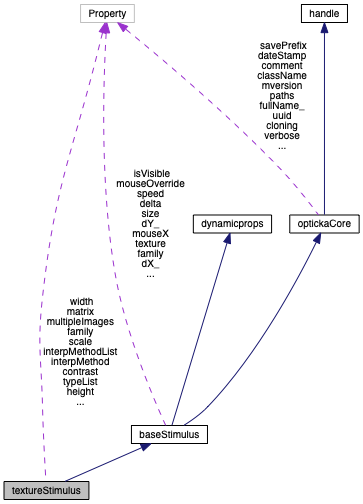 Property
handle
savePrefix
dateStamp
comment
className
mversion
paths
fullName_
uuid
cloning
verbose
...
isVisible
mouseOverride
speed
delta
size
dY_
mouseX
texture
family
dX_
...
dynamicprops
optickaCore
width
matrix
multipleImages
family
scale
interpMethodList
interpMethod
contrast
typeList
height
...
baseStimulus
textureStimulus